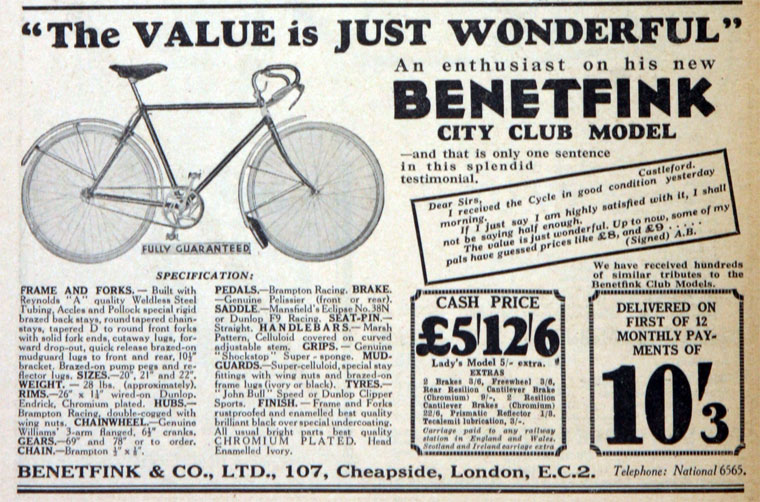 "The VALUE is JUST WONDERFUL"
An enthusiast on his new
BENETFINK
CITY CLUB MODEL
—and that is only one sentence
in this splendid
testimonial.
Castleford.
Dear Sirs,
I received the Cycle in good condition yesterday
morning.
If I just say I am highly satisfied with it, I shall
not be saying half enough.
The value is just wonderful. Up to now, some of my
pals have guessed prices like £8, and £9 . . . . .
(Signed) A.B.
We have received hundreds
of similar tributes to the
Benetfink Club Models.
FULLY GUARANTEED
SPECIFICATION:
FRAME AND FORKS.— Built with
Reynolds "A" quality Weldless Steel
Tubing, Accles and Pollock special rigid
brazed back stays, round tapered chain-
stays, tapered D to round front forks
with solid fork ends, cutaway lugs, for-
ward drop-out, quick release brazed-on
mudguard lugs to front and rear, 10½"
bracket. Brazed-on pump pegs and re-
flector lugs. SIZES.—20", 21" and 22".
WEIGHT. — 28 lbs. (approximately).
RIMS.—26" x 1¼" wired-on Dunlop.
Endrick, Chromium plated. HUBS.—
Brampton Racing, double-cogged with
wing nuts. CHAINWHEEL.—Genuine
Williams' 3-arm flanged, 6½" cranks.
GEARS.—69" and 78" or to order.
CHAIN.—Brampton ½" x ⅛".
PEDALS.—Brampton Racing. BRAKE.
—Genuine Pelissier (front or rear).
SADDLE.—Mansfield's Eclipse No. 38N
or Dunlop F9 Racing. SEAT-PIN.—
Straight. HANDLEBARS.— Marsh
Pattern, Celluloid covered on curved
adjustable stem. GRIPS. — Genuine
"Shockstop" Super - sponge. MUD-
GUARDS.—Super-celluloid, special stay
fittings with wing nuts and brazed-on
frame lugs (ivory or black). TYRES.—
"John Bull" Speed or Dunlop Clipper
Sports. FINISH. — Frame and Forks
rustproofed and enamelled best quality
brilliant black over special undercoating.
All usual bright parts best quality
CHROMIUM PLATED. Head
Enamelled Ivory.
CASH PRICE
£5'12'6
Lady's Model 5/- extra.
EXTRAS
2 Brakes 3/6, Freewheel 3/6,
Rear Resilion Cantilever Brake
(Chromium) 9/-, 2 Resilion
Cantilever Brakes (Chromium)
22/6, Prismatic Reflector 1/3.
Tecalemit lubrication, 3/-.
Carriage paid to any railway
station in England and Wales.
Scotland and Ireland carriage extra
DELIVERED ON
FIRST OF 12
MONTHLY PAY-
MENTS OF
10'/3
BENETFINK & CO., LTD., 107, Cheapside, London, E.C.2. Telephone: National 6565.